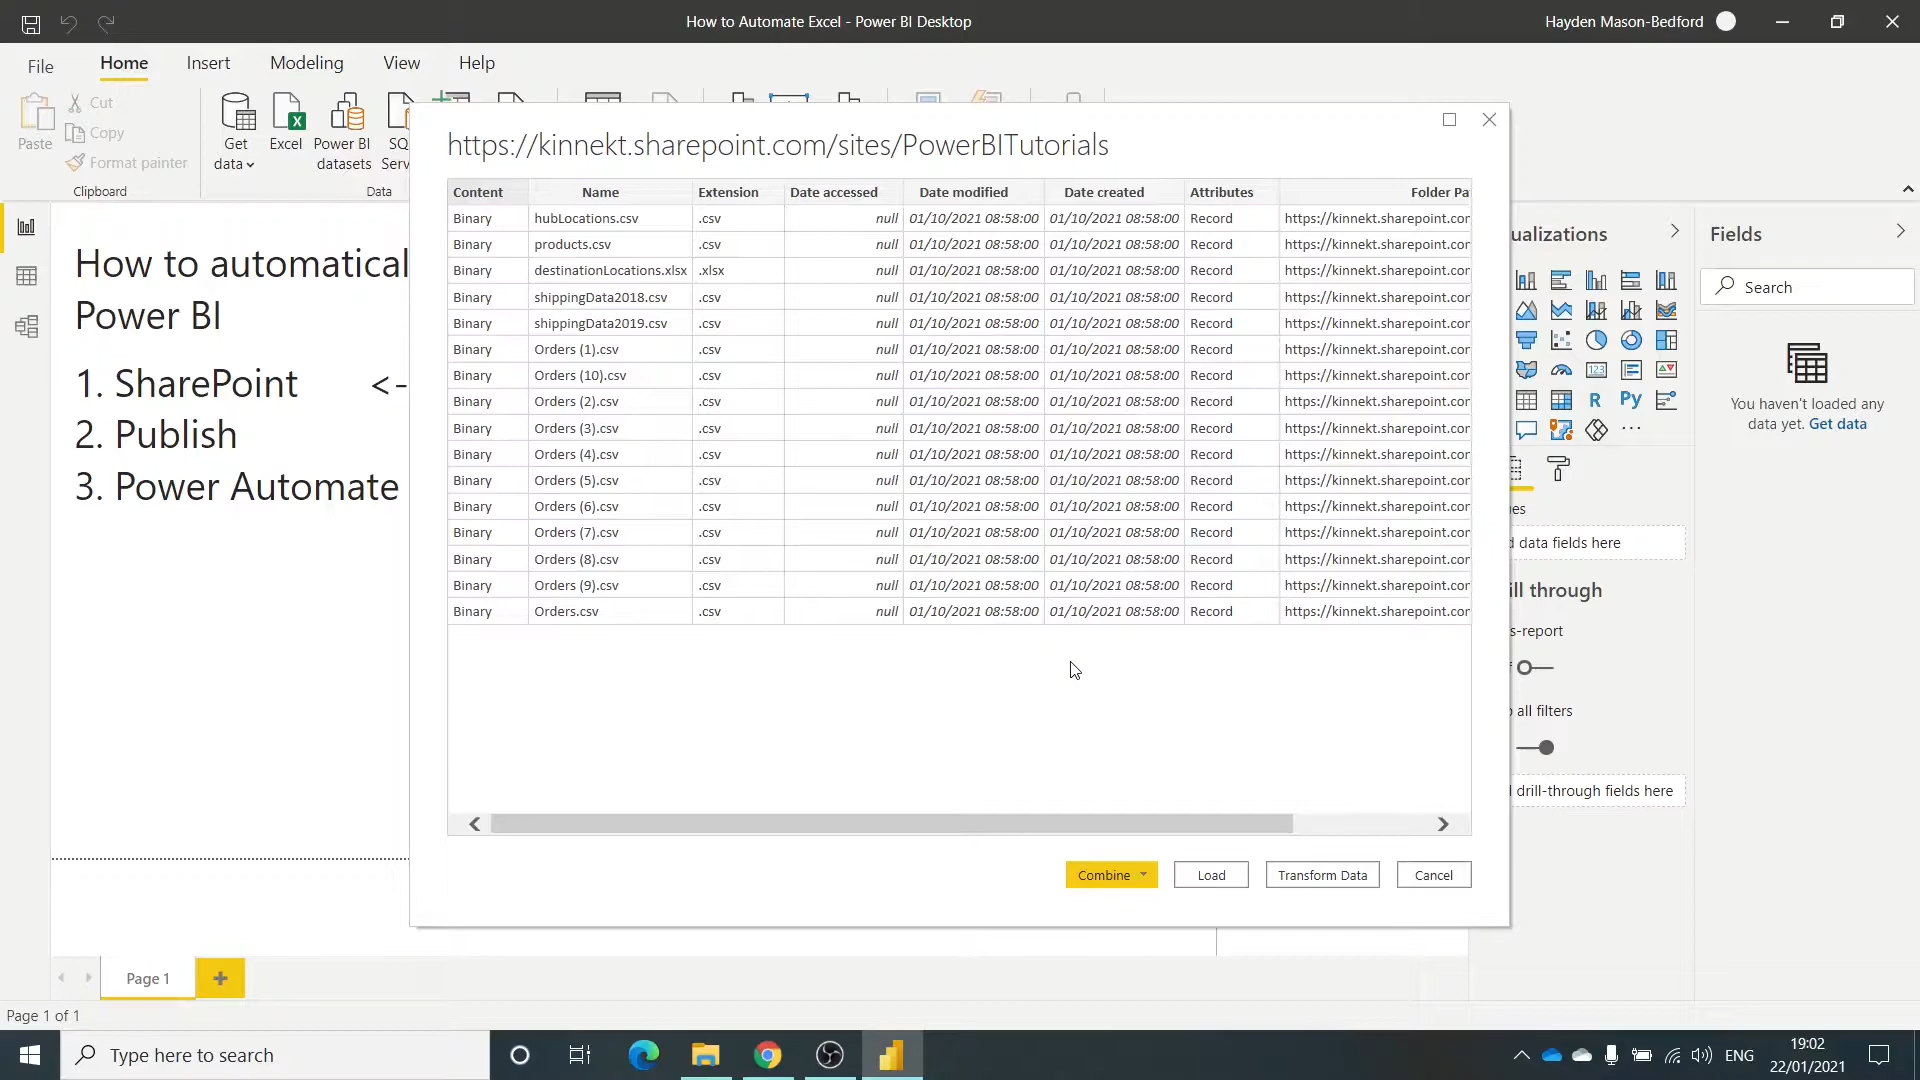 How to Automate Excel - Power BI Desktop
Hayden Mason-Bedford
File
Home
Insert
Modeling
View
Help
Paste
Cut
Copy
Format painter
Clipboard
Get data
Excel
Power BI datasets
SQ
Serv
Data
https://kinnekt.sharepoint.com/sites/PowerBITutorials
Content Name Extension Date accessed Date modified Date created Attributes Folder Pa
Binary hubLocations.csv .csv null 01/10/2021 08:58:00 01/10/2021 08:58:00 Record https://kinnekt.sharepoint.cor
Binary products.csv .csv null 01/10/2021 08:58:00 01/10/2021 08:58:00 Record https://kinnekt.sharepoint.cor
Binary destinationLocations.xlsx .xlsx null 01/10/2021 08:58:00 01/10/2021 08:58:00 Record https://kinnekt.sharepoint.cor
Binary shippingData2018.csv .csv null 01/10/2021 08:58:00 01/10/2021 08:58:00 Record https://kinnekt.sharepoint.cor
Binary shippingData2019.csv .csv null 01/10/2021 08:58:00 01/10/2021 08:58:00 Record https://kinnekt.sharepoint.cor
Binary Orders (1).csv .csv null 01/10/2021 08:58:00 01/10/2021 08:58:00 Record https://kinnekt.sharepoint.cor
Binary Orders (10).csv .csv null 01/10/2021 08:58:00 01/10/2021 08:58:00 Record https://kinnekt.sharepoint.cor
Binary Orders (2).csv .csv null 01/10/2021 08:58:00 01/10/2021 08:58:00 Record https://kinnekt.sharepoint.cor
Binary Orders (3).csv .csv null 01/10/2021 08:58:00 01/10/2021 08:58:00 Record https://kinnekt.sharepoint.cor
Binary Orders (4).csv .csv null 01/10/2021 08:58:00 01/10/2021 08:58:00 Record https://kinnekt.sharepoint.cor
Binary Orders (5).csv .csv null 01/10/2021 08:58:00 01/10/2021 08:58:00 Record https://kinnekt.sharepoint.cor
Binary Orders (6).csv .csv null 01/10/2021 08:58:00 01/10/2021 08:58:00 Record https://kinnekt.sharepoint.cor
Binary Orders (7).csv .csv null 01/10/2021 08:58:00 01/10/2021 08:58:00 Record https://kinnekt.sharepoint.cor
Binary Orders (8).csv .csv null 01/10/2021 08:58:00 01/10/2021 08:58:00 Record https://kinnekt.sharepoint.cor
Binary Orders (9).csv .csv null 01/10/2021 08:58:00 01/10/2021 08:58:00 Record https://kinnekt.sharepoint.cor
Binary Orders.csv .csv null 01/10/2021 08:58:00 01/10/2021 08:58:00 Record https://kinnekt.sharepoint.cor
Combine
Load
Transform Data
Cancel
How to automatical
Power BI
1. SharePoint <-
2. Publish
3. Power Automate
ualizations
R
Py
123
...
es
d data fields here
ill through
s-report
all filters
drill-through fields here
Fields
Search
You haven't loaded any
data yet. Get data
Page 1
Page 1 of 1
Type here to search
ENG
19:02
22/01/2021